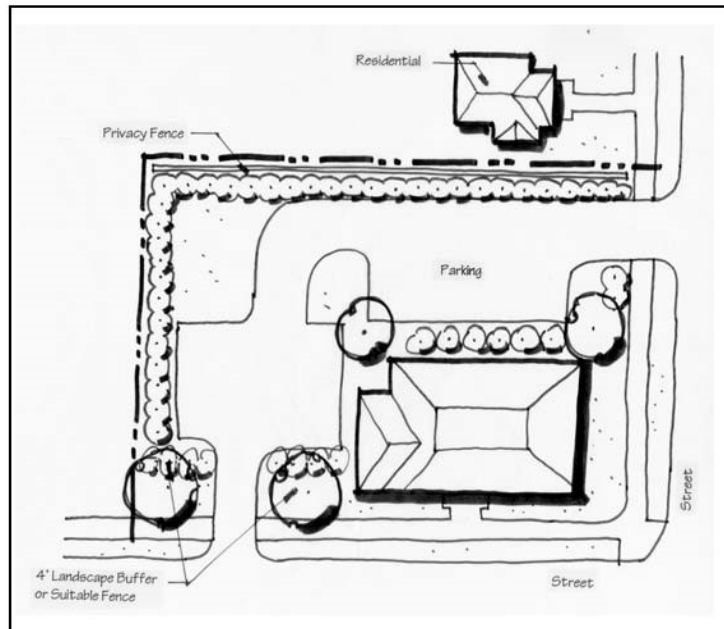 Residential
Privacy Fence
Parking
Street
4' Landscape Buffer
or Suitable Fence
Street